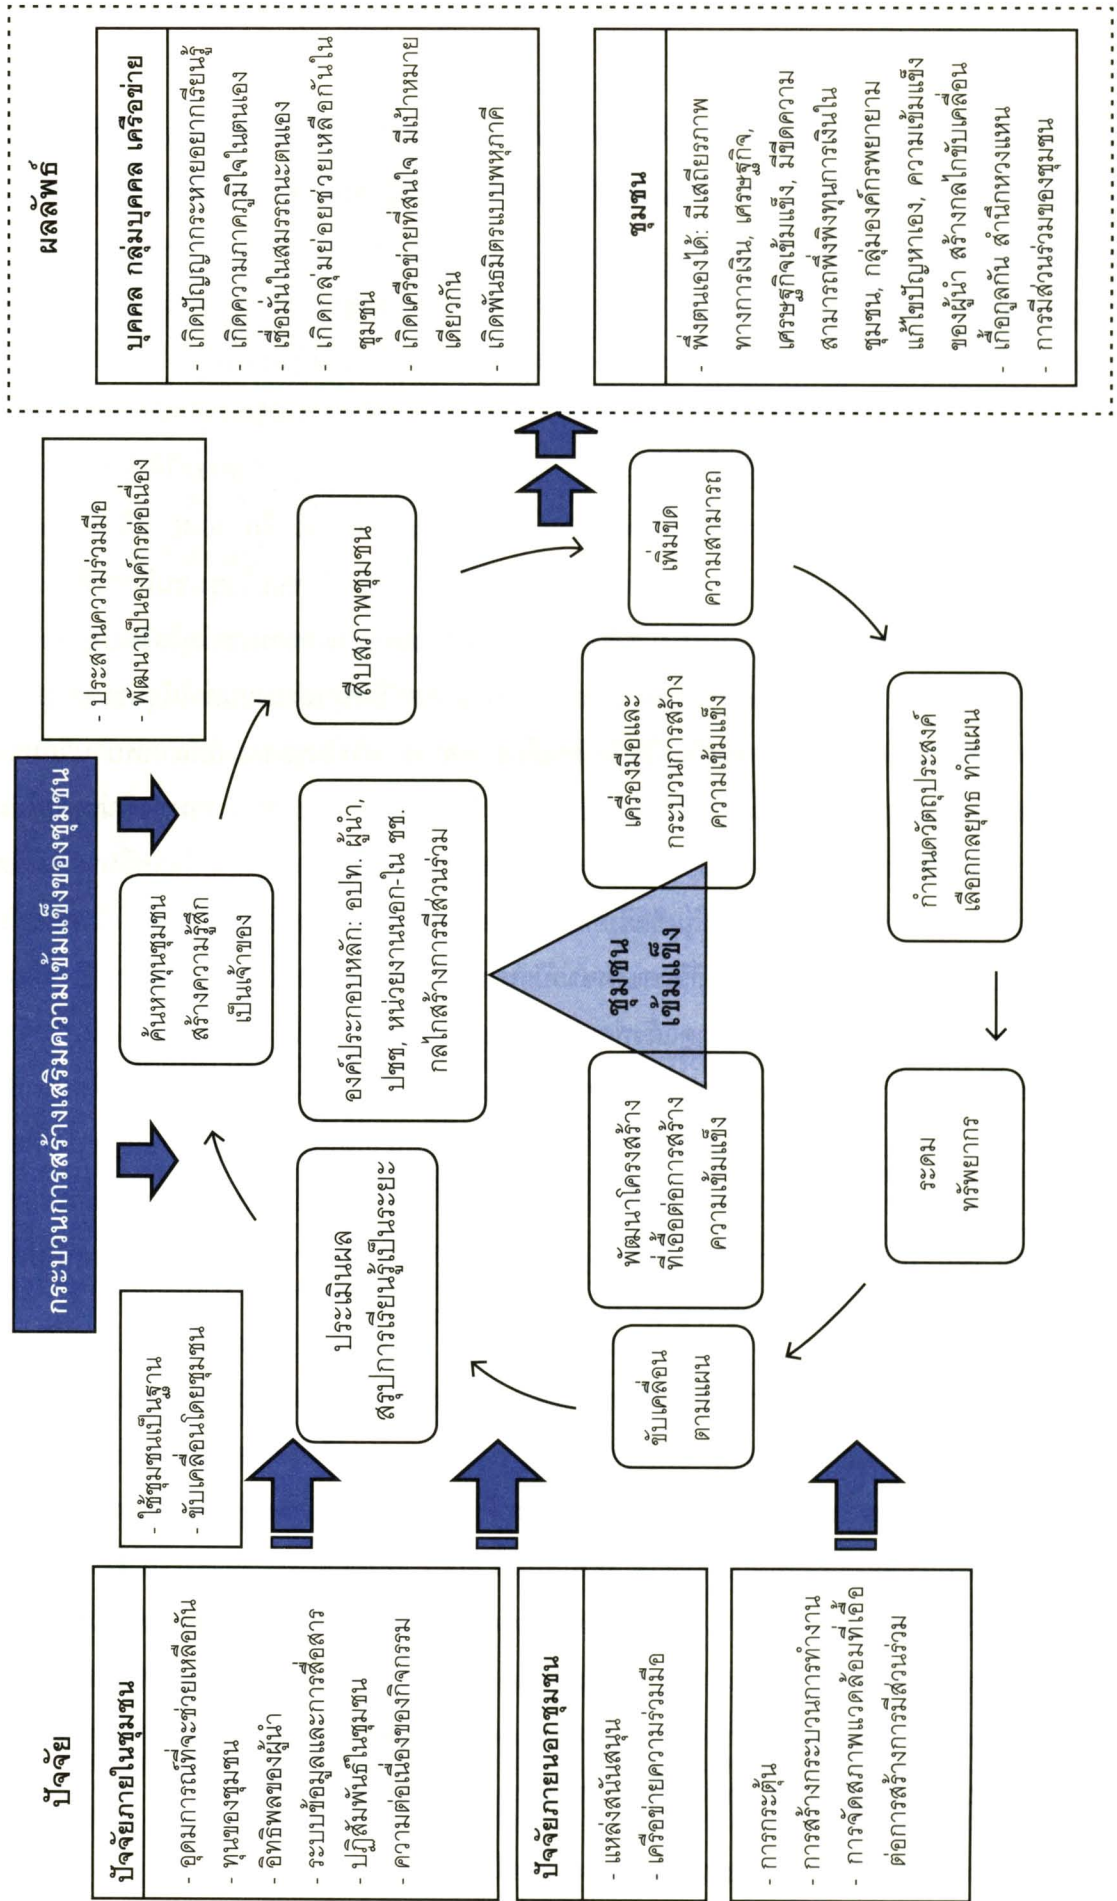 กระบวนการสร้างเสริมความเข้มแข็งของชุมชน
ปัจจัย
ปัจจัยภายในชุมชน
- อุดมการณ์ที่จะช่วยเหลือกัน
- ทุนของชุมชน
- อิทธิพลของผู้นำ
- ระบบข้อมูลและการสื่อสาร
- ปฏิสัมพันธ์ในชุมชน
- ความต่อเนื่องของกิจกรรม
ปัจจัยภายนอกชุมชน
- แหล่งสนันสนุน
- เครือข่ายความร่วมมือ
- การกระตุ้น
- การสร้างกระบวนการทำงาน
- การจัดสภาพแวดล้อมที่เอื้อ
ต่อการสร้างการมีส่วนร่วม
- ใช้ชุมชนเป็นฐาน
- ขับเคลื่อนโดยชุมชน
- ประสานความร่วมมือ
- พัฒนาเป็นองค์กรต่อเนื่อง
ค้นหาทุนชุมชน
สร้างความรู้สึก
เป็นเจ้าของ
สืบสภาพชุมชน
เพิ่มขีด
ความสามารถ
กำหนดวัตถุประสงค์
เลือกกลยุทธ ทำแผน
ระดม
ทรัพยากร
ขับเคลื่อน
ตามแผน
ประเมินผล
สรุปการเรียนรู้เป็นระยะ
องค์ประกอบหลัก: อปท. ผู้นำ,
ปชช, หน่วยงานนอก-ใน ชช.
กลไกสร้างการมีส่วนร่วม
พัฒนาโครงสร้าง
ที่เอื้อต่อการสร้าง
ความเข้มแข็ง
ชุมชน
เข้มแข็ง
เครื่องมือและ
กระบวนการสร้าง
ความเข้มแข็ง
ผลลัพธ์
บุคคล กลุ่มบุคคล เครือข่าย
- เกิดปัญญากระหายอยากเรียนรู้
- เกิดความภาคภูมิใจในตนเอง
- เชื่อมั่นในสมรรถนะตนเอง
- เกิดกลุ่มย่อยช่วยเหลือกันใน
ชุมชน
- เกิดเครือข่ายที่สนใจ มีเป้าหมาย
เดียวกัน
- เกิดพันธมิตรแบบพหุภาคี
ชุมชน
- พึ่งตนเองได้: มีเสถียรภาพ
ทางการเงิน, เศรษฐกิจ,
เศรษฐกิจเข้มแข็ง, มีขีดความ
สามารถพึ่งพิงทุนการเงินใน
ชุมชน, กลุ่มองค์กรพยายาม
แก้ไขปัญหาเอง, ความเข้มแข็ง
ของผู้นำ สร้างกลไกขับเคลื่อน
- เกื้อกูลกัน สำนึกหวงแหน
- การมีส่วนร่วมของชุมชน